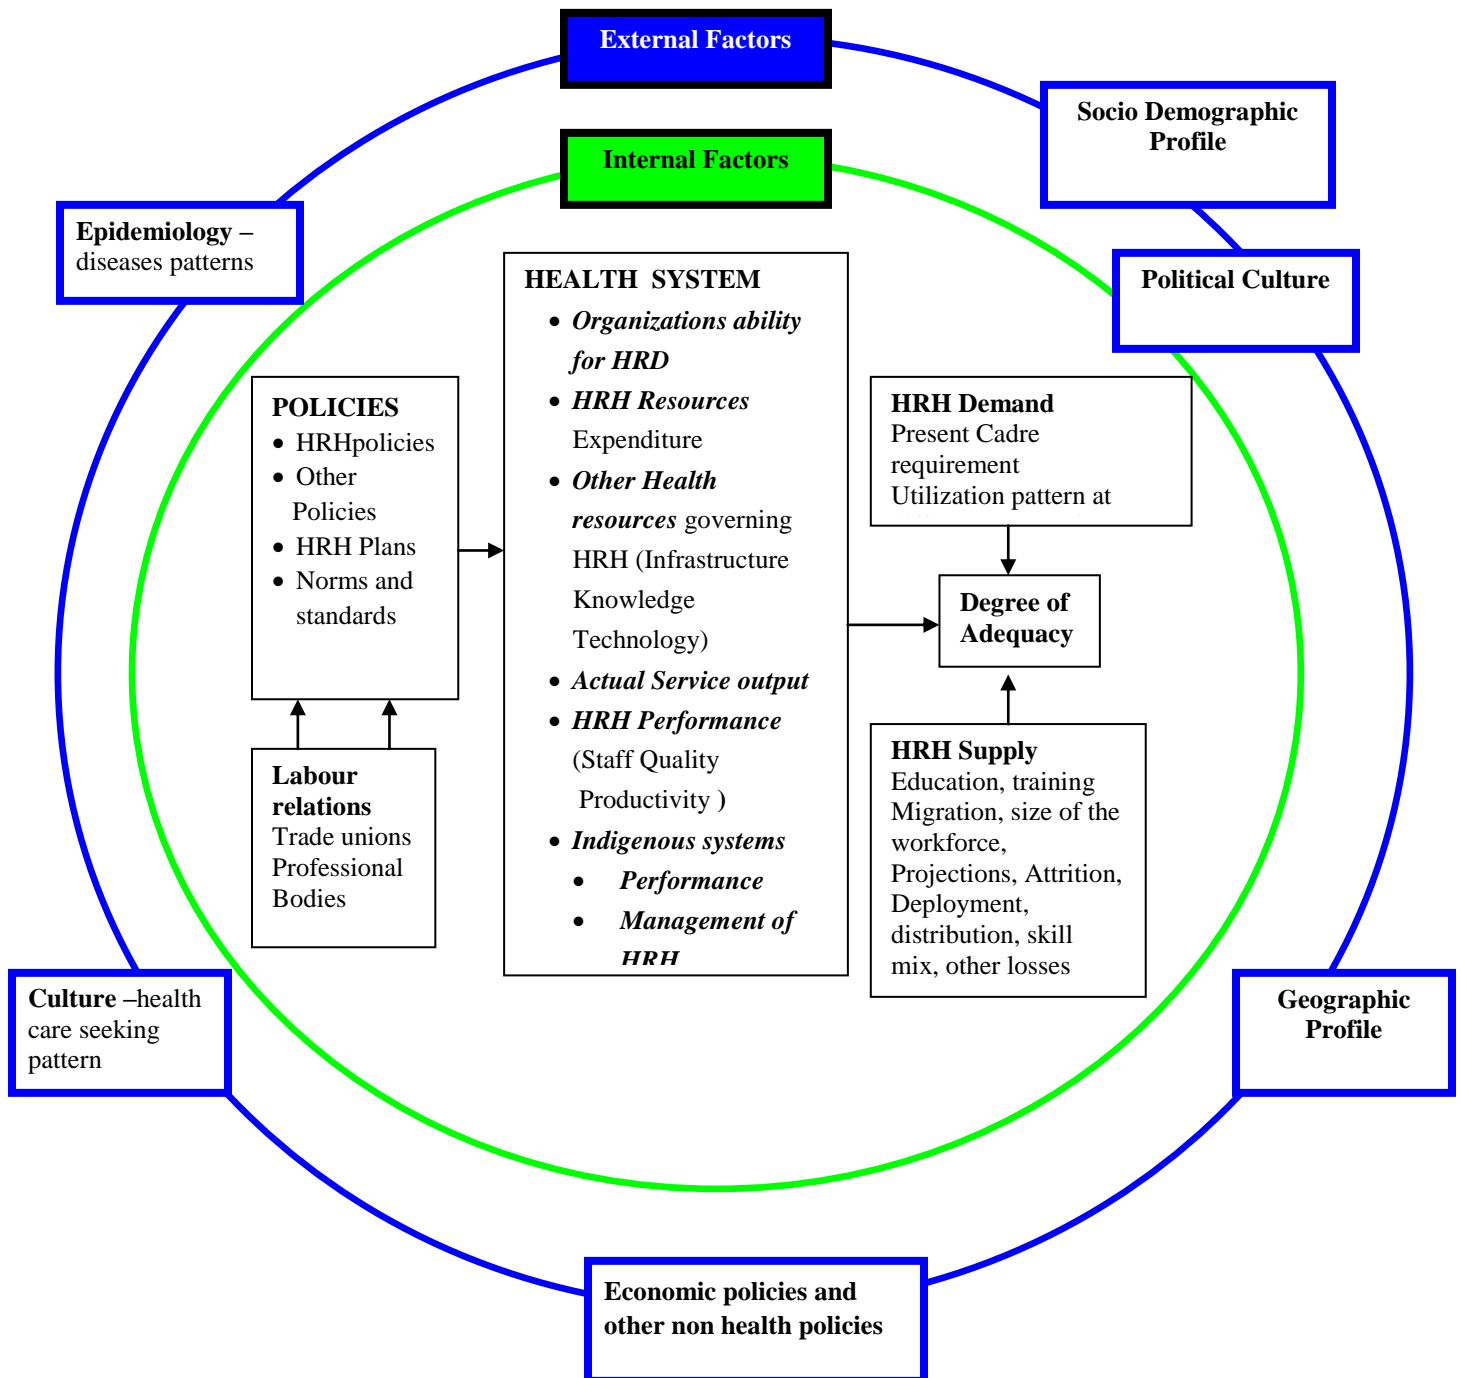 External Factors
Internal Factors
Socio Demographic
Profile
Epidemiology –
diseases patterns
Political Culture
HEALTH SYSTEM
• Organizations ability
for HRD
• HRH Resources
Expenditure
• Other Health
resources governing
HRH (Infrastructure
Knowledge
Technology)
• Actual Service output
• HRH Performance
(Staff Quality
Productivity )
• Indigenous systems
• Performance
• Management of
HRH
POLICIES
• HRHpolicies
• Other
Policies
• HRH Plans
• Norms and
standards
HRH Demand
Present Cadre
requirement
Utilization pattern at
Degree of
Adequacy
Labour
relations
Trade unions
Professional
Bodies
HRH Supply
Education, training
Migration, size of the
workforce,
Projections, Attrition,
Deployment,
distribution, skill
mix, other losses
Culture –health
care seeking
pattern
Geographic
Profile
Economic policies and
other non health policies